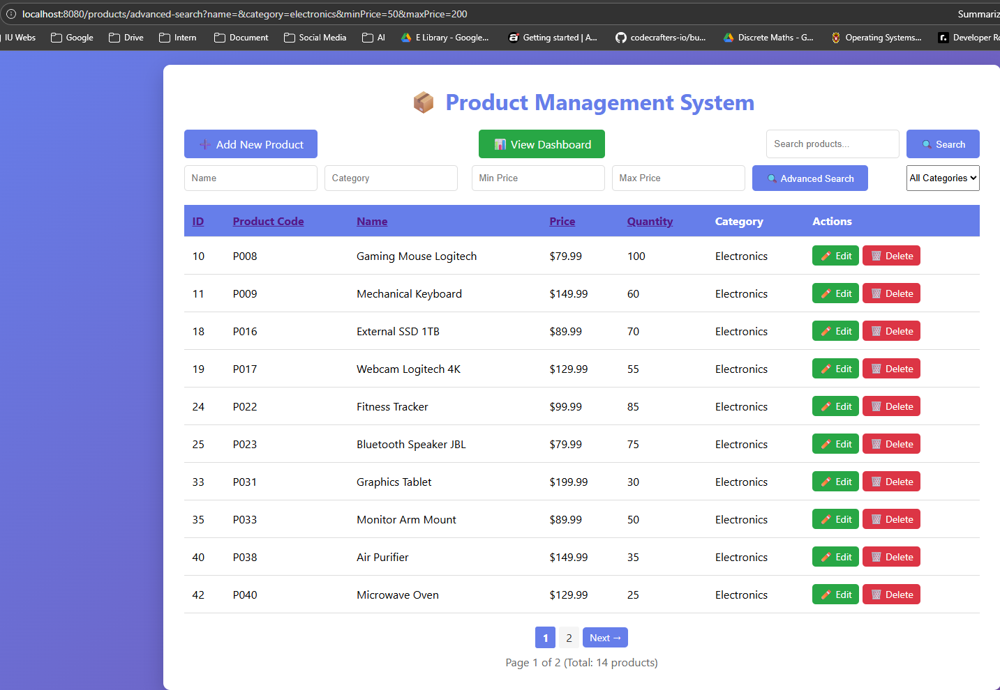 localhost:8080/products/advanced-search?name=&category=electronics&minPrice=50&maxPrice=200
IU Webs Google Drive Intern Document Social Media AI E Library - Google... Getting started | A... codecrafters-io/bu... Discrete Maths - G... Operating Systems... Developer
📦 Product Management System
➕ Add New Product 📊 View Dashboard Search products... 🔍 Search
Name Category Min Price Max Price 🔍 Advanced Search All Categories
ID Product Code Name Price Quantity Category Actions
10 P008 Gaming Mouse Logitech $79.99 100 Electronics Edit Delete
11 P009 Mechanical Keyboard $149.99 60 Electronics Edit Delete
18 P016 External SSD 1TB $89.99 70 Electronics Edit Delete
19 P017 Webcam Logitech 4K $129.99 55 Electronics Edit Delete
24 P022 Fitness Tracker $99.99 85 Electronics Edit Delete
25 P023 Bluetooth Speaker JBL $79.99 75 Electronics Edit Delete
33 P031 Graphics Tablet $199.99 30 Electronics Edit Delete
35 P033 Monitor Arm Mount $89.99 50 Electronics Edit Delete
40 P038 Air Purifier $149.99 35 Electronics Edit Delete
42 P040 Microwave Oven $129.99 25 Electronics Edit Delete
1 2 Next →
Page 1 of 2 (Total: 14 products)